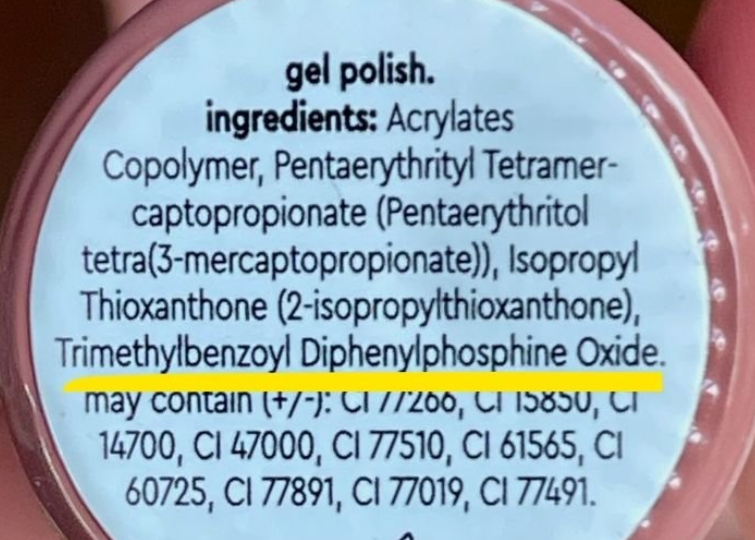 gel polish.
ingredients: Acrylates
Copolymer, Pentaerythrityl Tetramer-
captopropionate (Pentaerythritol
tetra(3-mercaptopropionate)), Isopropyl
Thioxanthone (2-isopropylthioxanthone),
Trimethylbenzoyl Diphenylphosphine Oxide.
may contain (+/-): CI 77266, CI 15850, CI
14700, CI 47000, CI 77510, CI 61565, CI
60725, CI 77891, CI 77019, CI 77491.